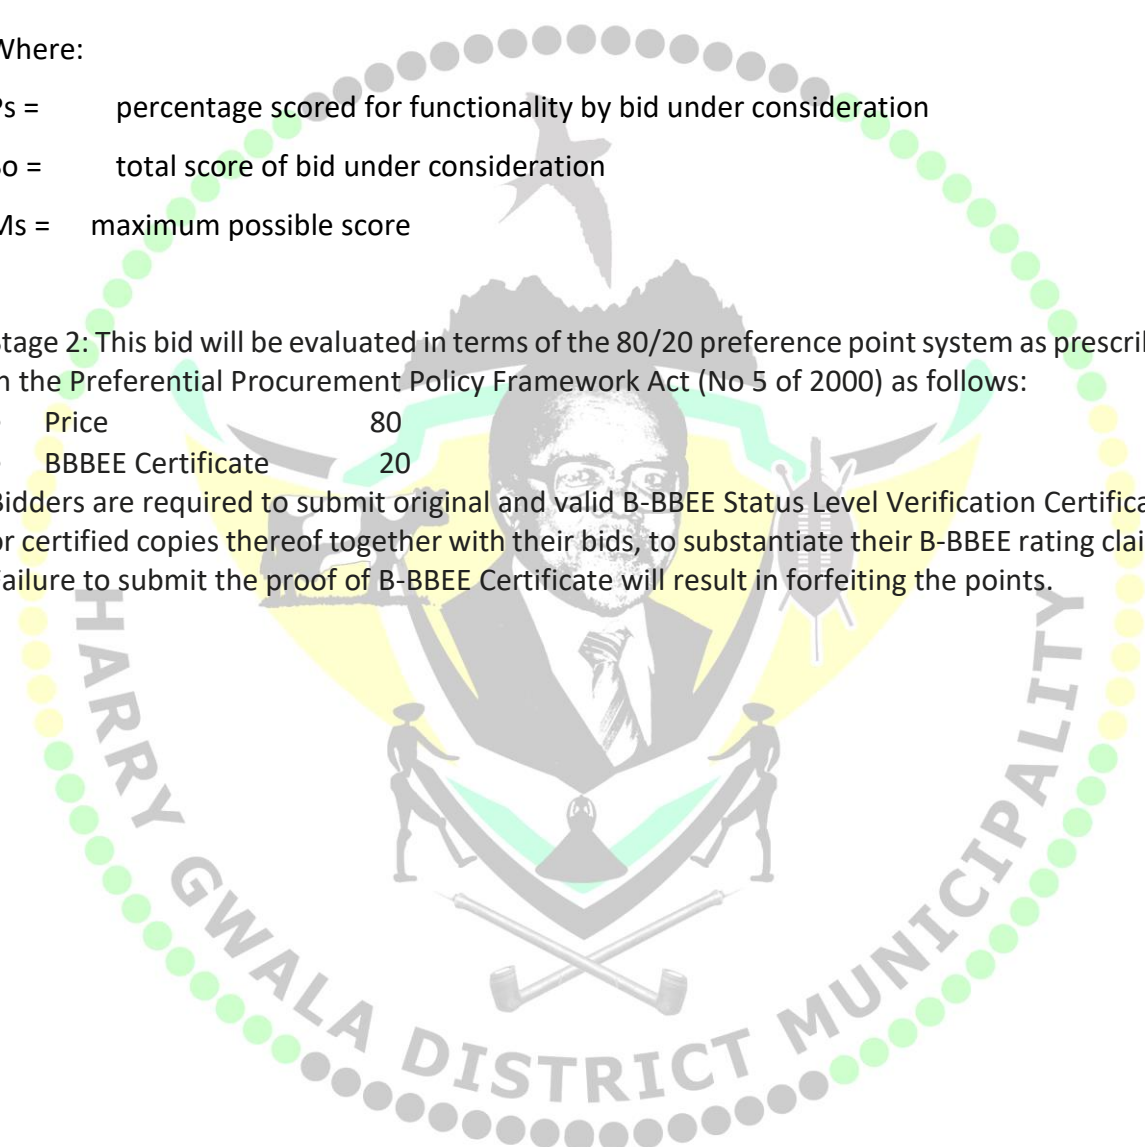 Where:
Ps = percentage scored for functionality by bid under consideration
So = total score of bid under consideration
Ms = maximum possible score
Stage 2: This bid will be evaluated in terms of the 80/20 preference point system as prescrib
in the Preferential Procurement Policy Framework Act (No 5 of 2000) as follows:
Price 80
BBBEE Certificate 20
Bidders are required to submit original and valid B-BBEE Status Level Verification Certifica
or certified copies thereof together with their bids, to substantiate their B-BBEE rating clai
Failure to submit the proof of B-BBEE Certificate will result in forfeiting the points.
HARRY GWALA DISTRICT MUNICIPALITY